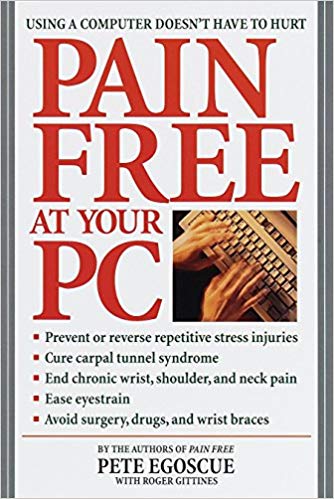 USING A COMPUTER DOESN'T HAVE TO HURT
PAIN
FREE
AT YOUR
PC
▪ Prevent or reverse repetitive stress injuries
▪ Cure carpal tunnel syndrome
▪ End chronic wrist, shoulder, and neck pain
▪ Ease eyestrain
▪ Avoid surgery, drugs, and wrist braces
BY THE AUTHORS OF PAIN FREE
PETE EGOSCUE
WITH ROGER GITTINES